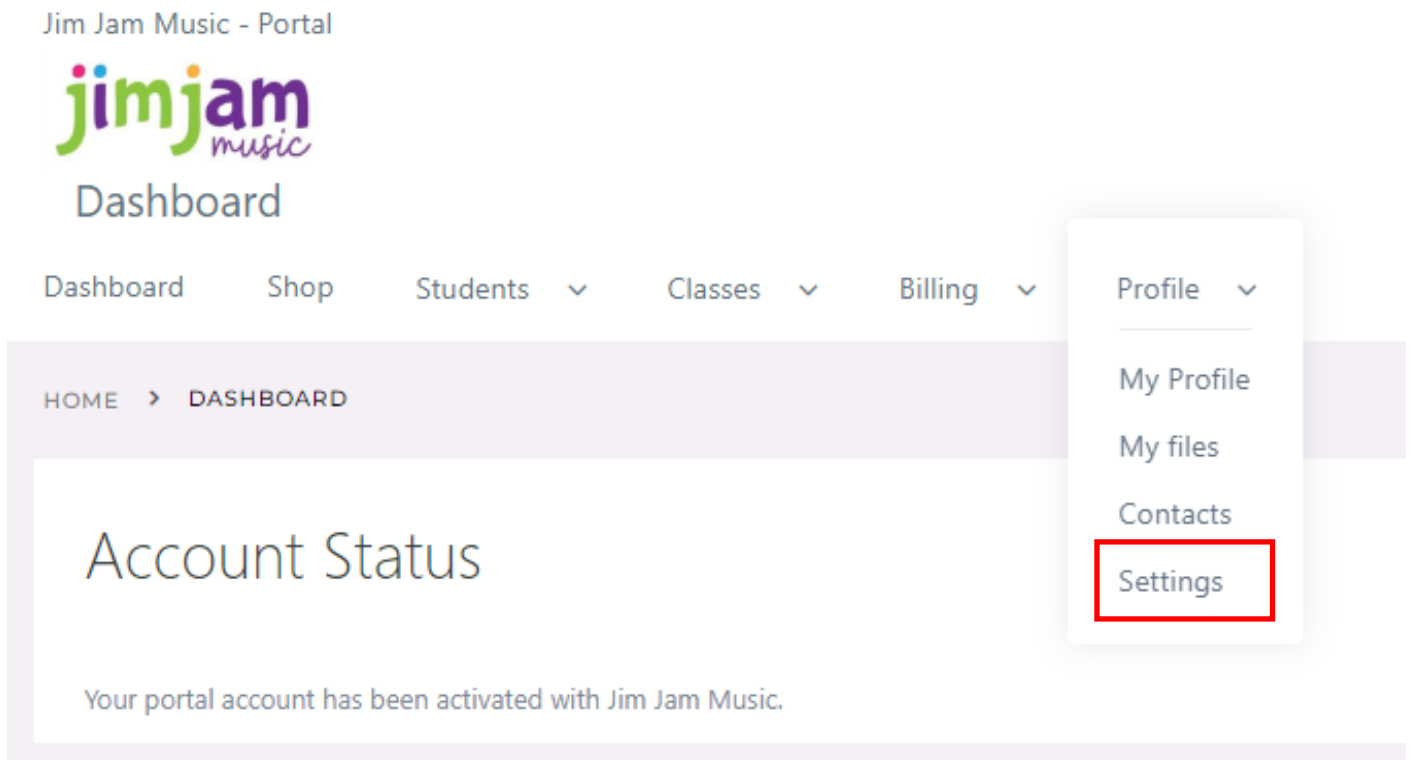 Jim Jam Music - Portal
jimjam
music
Dashboard
Dashboard Shop Students Classes Billing Profile
My Profile
My files
Contacts
Settings
HOME > DASHBOARD
Account Status
Your portal account has been activated with Jim Jam Music.